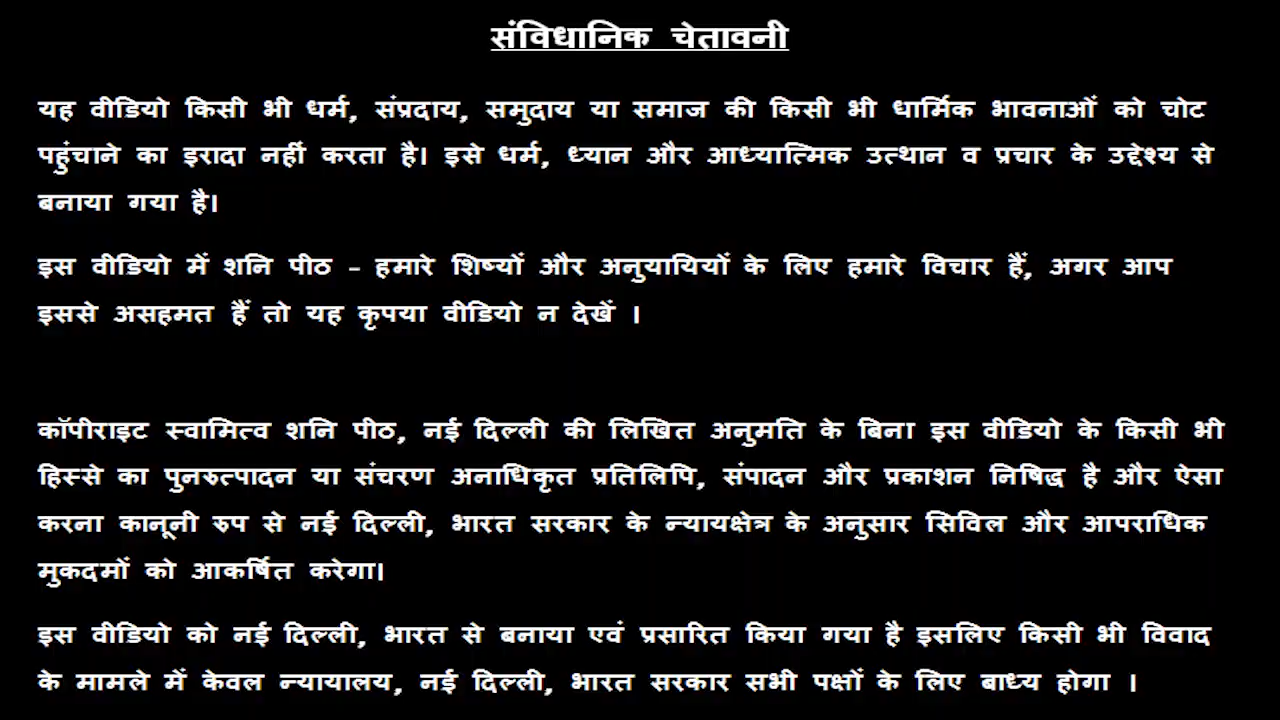 संविधानिक चेतावनी
यह वीडियो किसी भी धर्म, संप्रदाय, समुदाय या समाज की किसी भी धार्मिक भावनाओं को चोट
पहुंचाने का इरादा नहीं करता है। इसे धर्म, ध्यान और आध्यात्मिक उत्थान व प्रचार के उद्देश्य से
बनाया गया है।
इस वीडियो में शनि पीठ – हमारे शिष्यों और अनुयायियों के लिए हमारे विचार हैं, अगर आप
इससे असहमत हैं तो यह कृपया वीडियो न देखें ।
कॉपीराइट स्वामित्व शनि पीठ, नई दिल्ली की लिखित अनुमति के बिना इस वीडियो के किसी भी
हिस्से का पुनरुत्पादन या संचरण अनाधिकृत प्रतिलिपि, संपादन और प्रकाशन निषिद्ध है और ऐसा
करना कानूनी रुप से नई दिल्ली, भारत सरकार के न्यायक्षेत्र के अनुसार सिविल और आपराधिक
मुकदमों को आकर्षित करेगा।
इस वीडियो को नई दिल्ली, भारत से बनाया एवं प्रसारित किया गया है इसलिए किसी भी विवाद
के मामले में केवल न्यायालय, नई दिल्ली, भारत सरकार सभी पक्षों के लिए बाध्य होगा ।